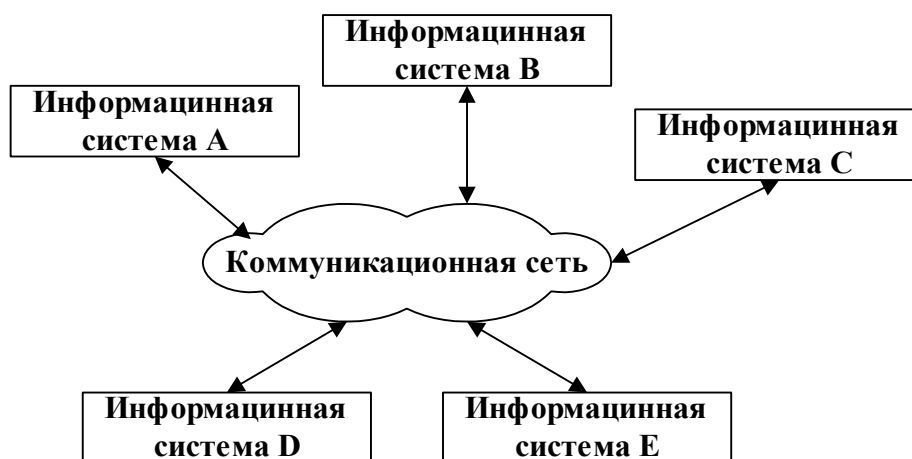 Информацинная
система B
Информацинная
система A
Информацинная
система C
Коммуникационная сеть
Информацинная
система D
Информацинная
система E